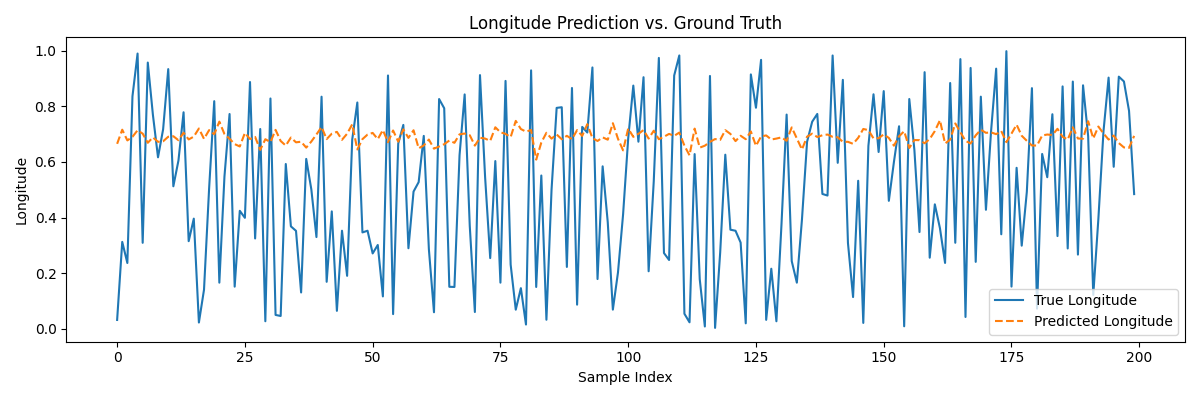 Longitude Prediction vs. Ground Truth
Longitude
1.0
0.8
0.6
0.4
0.2
0.0
True Longitude
Predicted Longitude
0 25 50 75 100 125 150 175 200
Sample Index